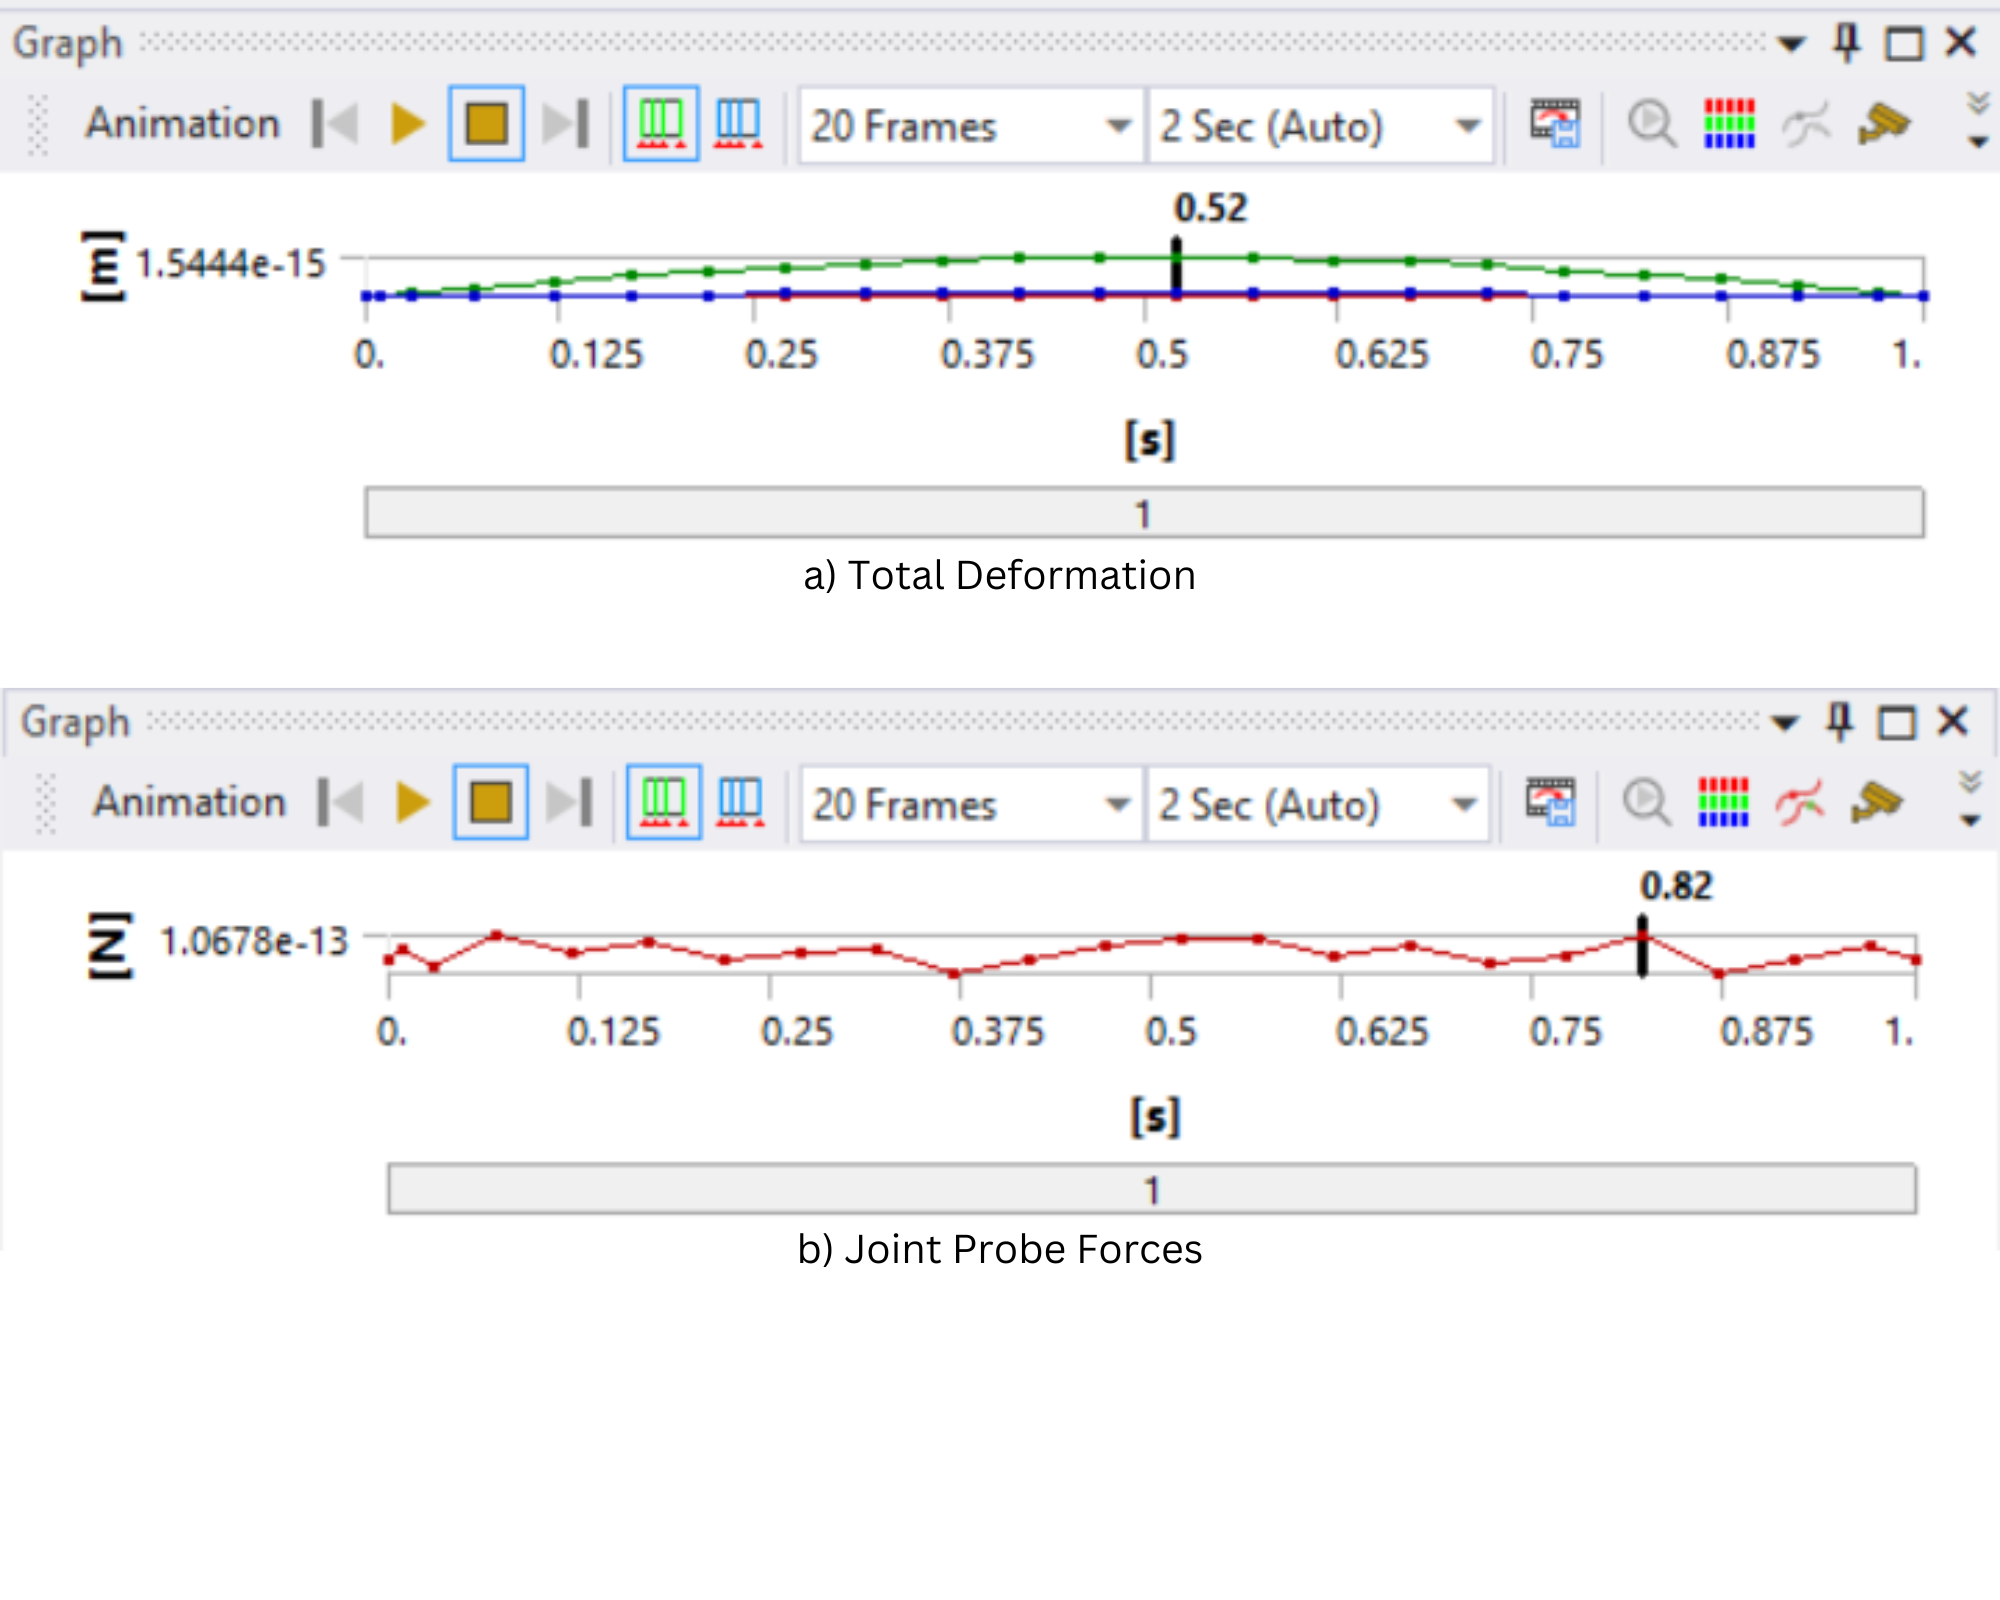 Graph
Animation 20 Frames 2 Sec (Auto)
0.52
[m] 1.5444e-15
0. 0.125 0.25 0.375 0.5 0.625 0.75 0.875 1.
[s]
1
a) Total Deformation
Graph
Animation 20 Frames 2 Sec (Auto)
0.82
[N] 1.0678e-13
0. 0.125 0.25 0.375 0.5 0.625 0.75 0.875 1.
[s]
1
b) Joint Probe Forces